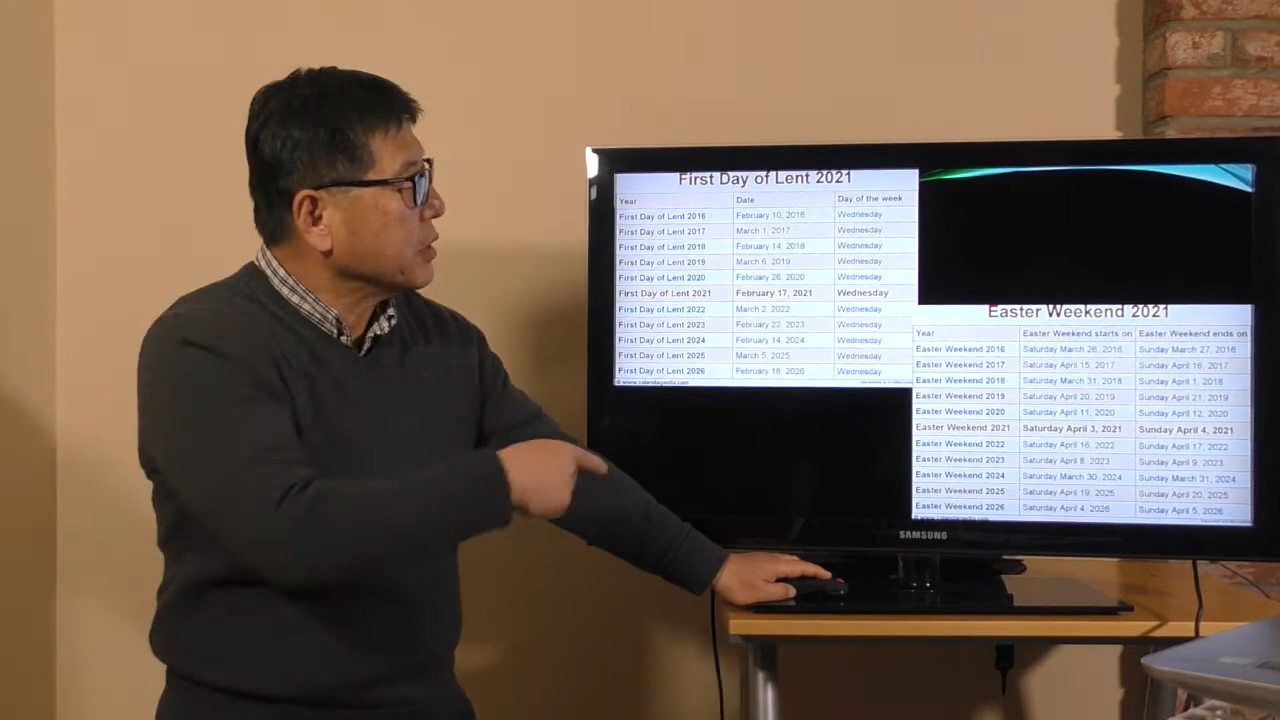 First Day of Lent 2021
Year Date Day of the week
First Day of Lent 2016 February 10, 2016 Wednesday
First Day of Lent 2017 March 1, 2017 Wednesday
First Day of Lent 2018 February 14, 2018 Wednesday
First Day of Lent 2019 March 6, 2019 Wednesday
First Day of Lent 2020 February 26, 2020 Wednesday
First Day of Lent 2021 February 17, 2021 Wednesday
First Day of Lent 2022 March 2, 2022 Wednesday
First Day of Lent 2023 February 22, 2023 Wednesday
First Day of Lent 2024 February 14, 2024 Wednesday
First Day of Lent 2025 March 5, 2025 Wednesday
First Day of Lent 2026 February 18, 2026 Wednesday
© www.calendarpedia.com
Easter Weekend 2021
Year Easter Weekend starts on Easter Weekend ends on
Easter Weekend 2016 Saturday March 26, 2016 Sunday March 27, 2016
Easter Weekend 2017 Saturday April 15, 2017 Sunday April 16, 2017
Easter Weekend 2018 Saturday March 31, 2018 Sunday April 1, 2018
Easter Weekend 2019 Saturday April 20, 2019 Sunday April 21, 2019
Easter Weekend 2020 Saturday April 11, 2020 Sunday April 12, 2020
Easter Weekend 2021 Saturday April 3, 2021 Sunday April 4, 2021
Easter Weekend 2022 Saturday April 16, 2022 Sunday April 17, 2022
Easter Weekend 2023 Saturday April 8, 2023 Sunday April 9, 2023
Easter Weekend 2024 Saturday March 30, 2024 Sunday March 31, 2024
Easter Weekend 2025 Saturday April 19, 2025 Sunday April 20, 2025
Easter Weekend 2026 Saturday April 4, 2026 Sunday April 5, 2026
SAMSUNG